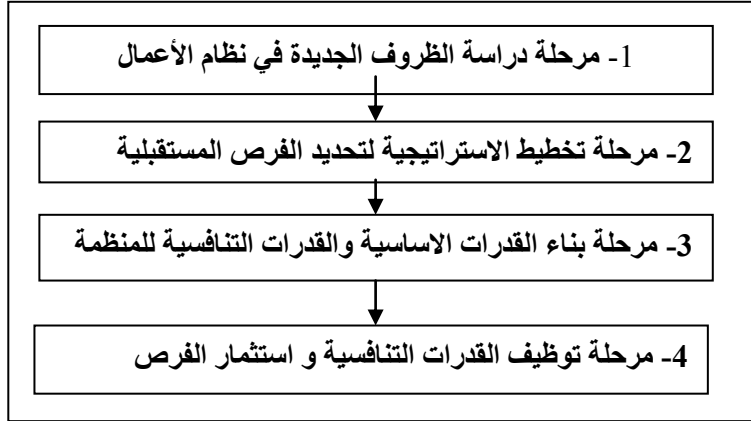 1- مرحلة دراسة الظروف الجديدة في نظام الأعمال
2- مرحلة تخطيط الاستراتيجية لتحديد الفرص المستقبلية
3- مرحلة بناء القدرات الاساسية والقدرات التنافسية للمنظمة
4- مرحلة توظيف القدرات التنافسية و استثمار الفرص